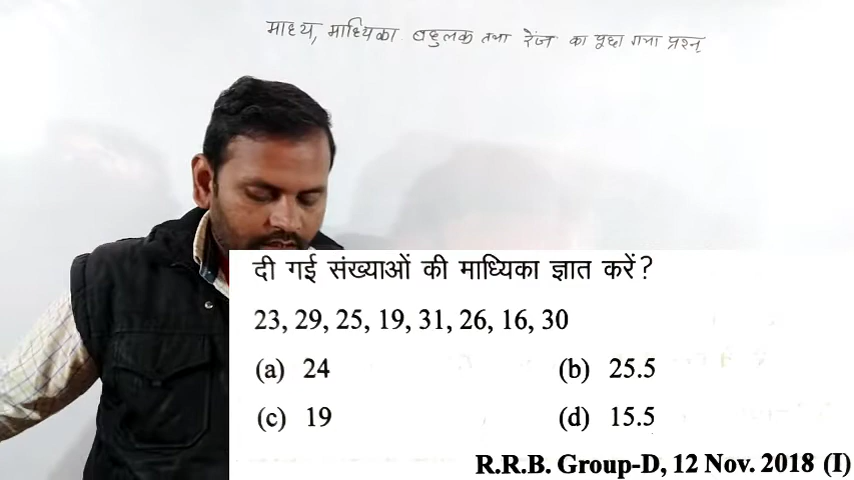 माध्य, माध्यिका बहुलक तथा रेंज का पूछा गया प्रश्न
दी गई संख्याओं की माध्यिका ज्ञात करें?
23, 29, 25, 19, 31, 26, 16, 30
(a) 24 (b) 25.5
(c) 19 (d) 15.5
R.R.B. Group-D, 12 Nov. 2018 (I)